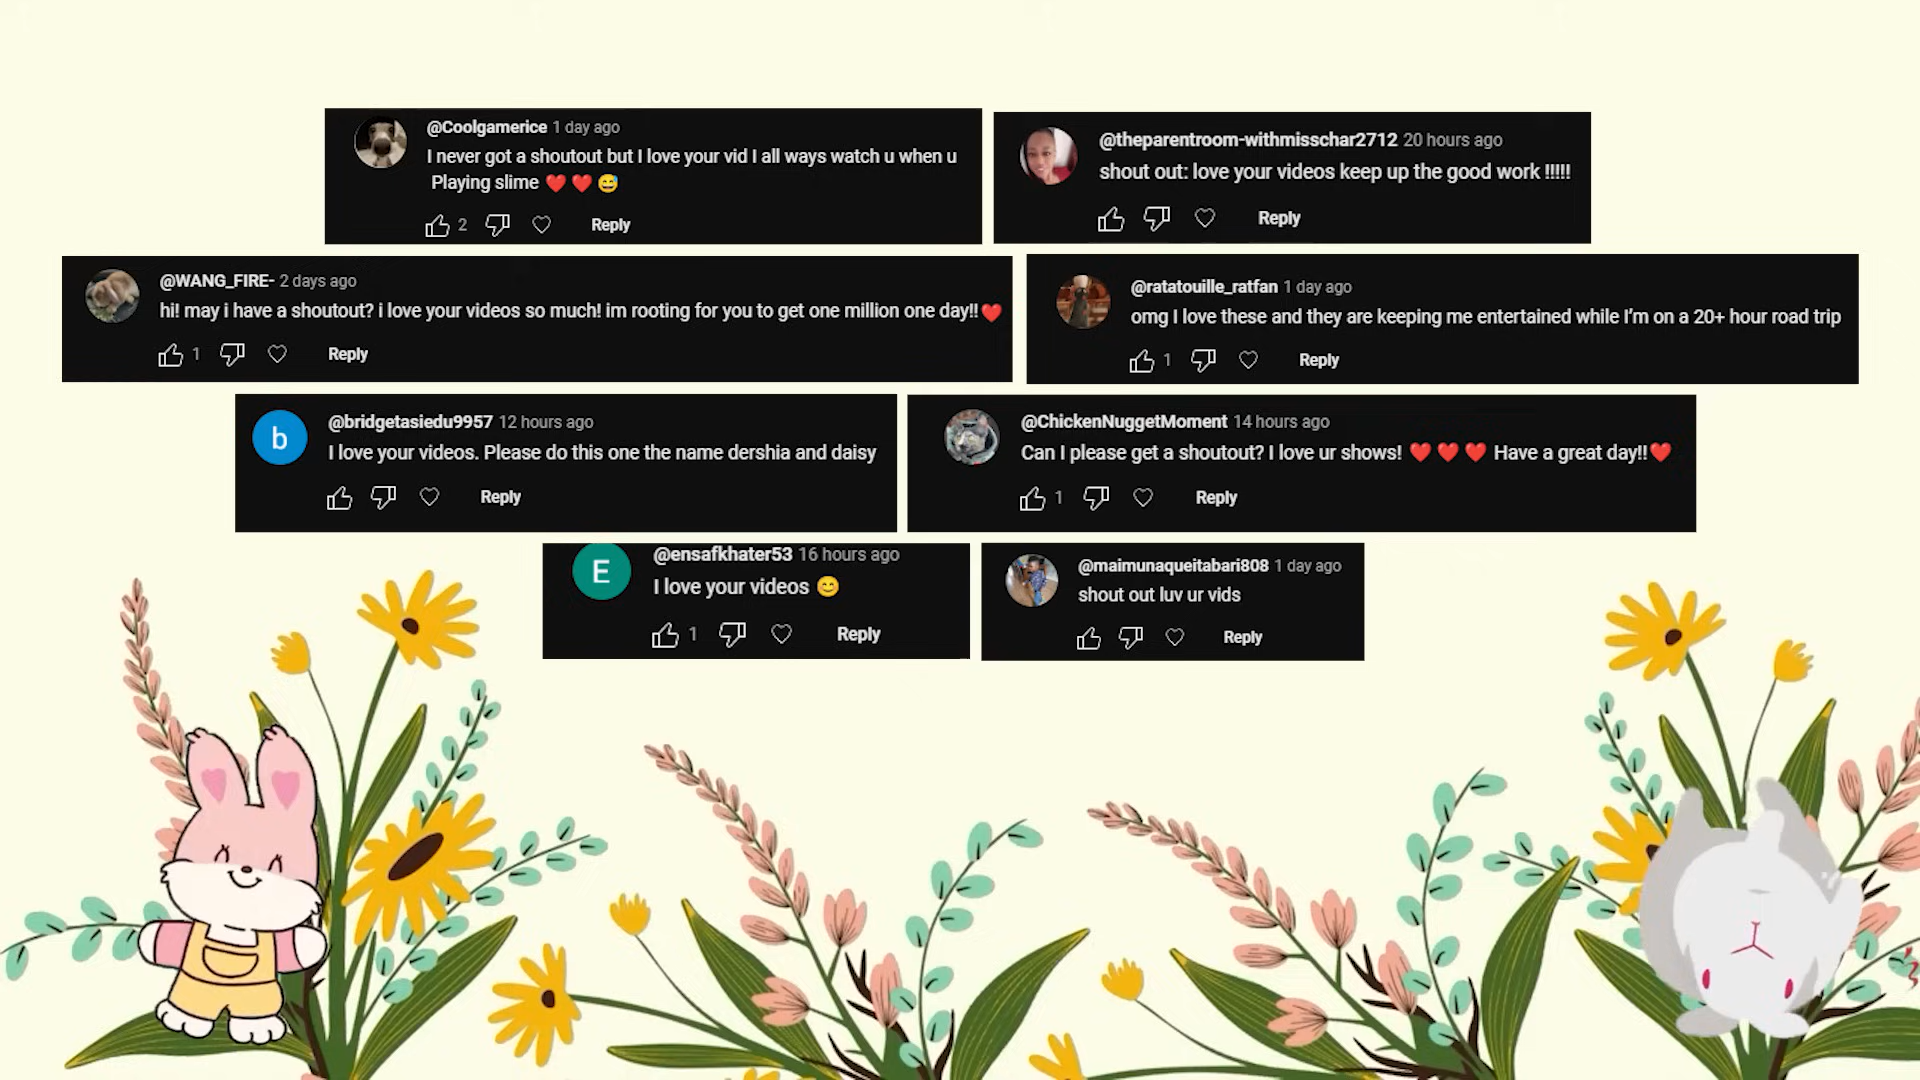 @Coolgamerice 1 day ago
I never got a shoutout but I love your vid I all ways watch u when u
Playing slime ❤️ ❤️ 😅
2 Reply
@theparentroom-withmisschar2712 20 hours ago
shout out: love your videos keep up the good work !!!!!
Reply
@WANG_FIRE- 2 days ago
hi! may i have a shoutout? i love your videos so much! im rooting for you to get one million one day!! ❤️
1 Reply
@ratatouille_ratfan 1 day ago
omg I love these and they are keeping me entertained while I’m on a 20+ hour road trip
1 Reply
b
@bridgetasiedu9957 12 hours ago
I love your videos. Please do this one the name dershia and daisy
Reply
@ChickenNuggetMoment 14 hours ago
Can I please get a shoutout? I love ur shows! ❤️ ❤️ ❤️ Have a great day!! ❤️
1 Reply
E
@ensafkhater53 16 hours ago
I love your videos 😊
1 Reply
@maimunaqueitabari808 1 day ago
shout out luv ur vids
Reply